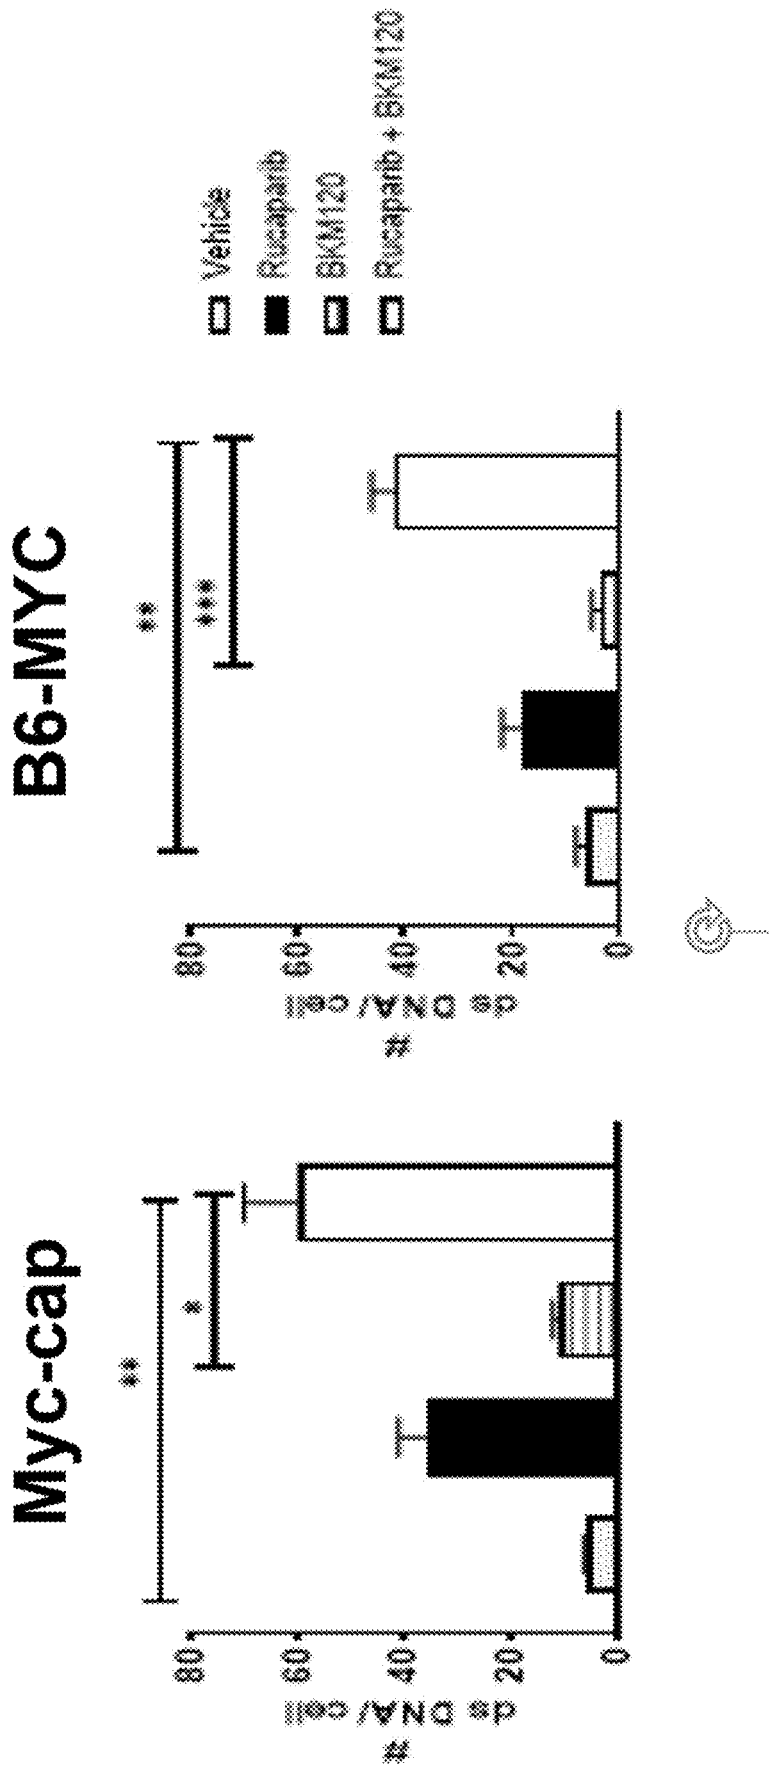 Myc-cap
**
*
80
60
40
20
0
# ds DNA/ cell
B6-MYC
**
***
80
60
40
20
0
# ds DNA/ cell
Vehicle
Rucaparib
BKM120
Rucaparib + BKM120